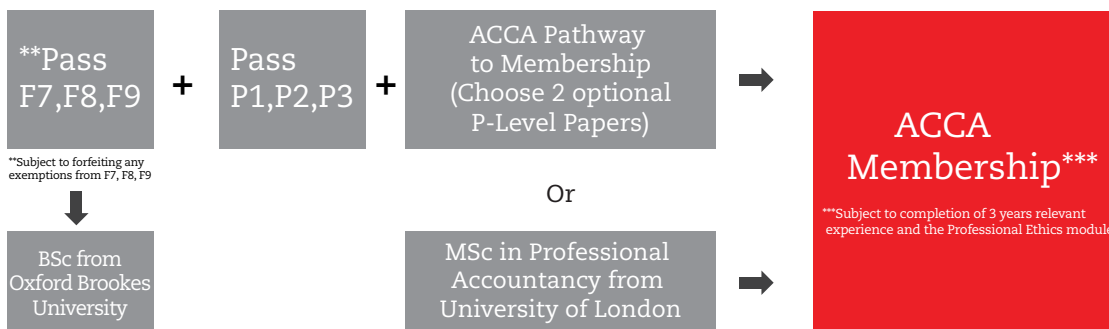 **Pass
F7,F8,F9
+
Pass
P1,P2,P3
+
ACCA Pathway
to Membership
(Choose 2 optional
P-Level Papers)
**Subject to forfeiting any
exemptions from F7, F8, F9
BSc from
Oxford Brookes
University
Or
MSc in Professional
Accountancy from
University of London
ACCA
Membership***
***Subject to completion of 3 years relevant
experience and the Professional Ethics module